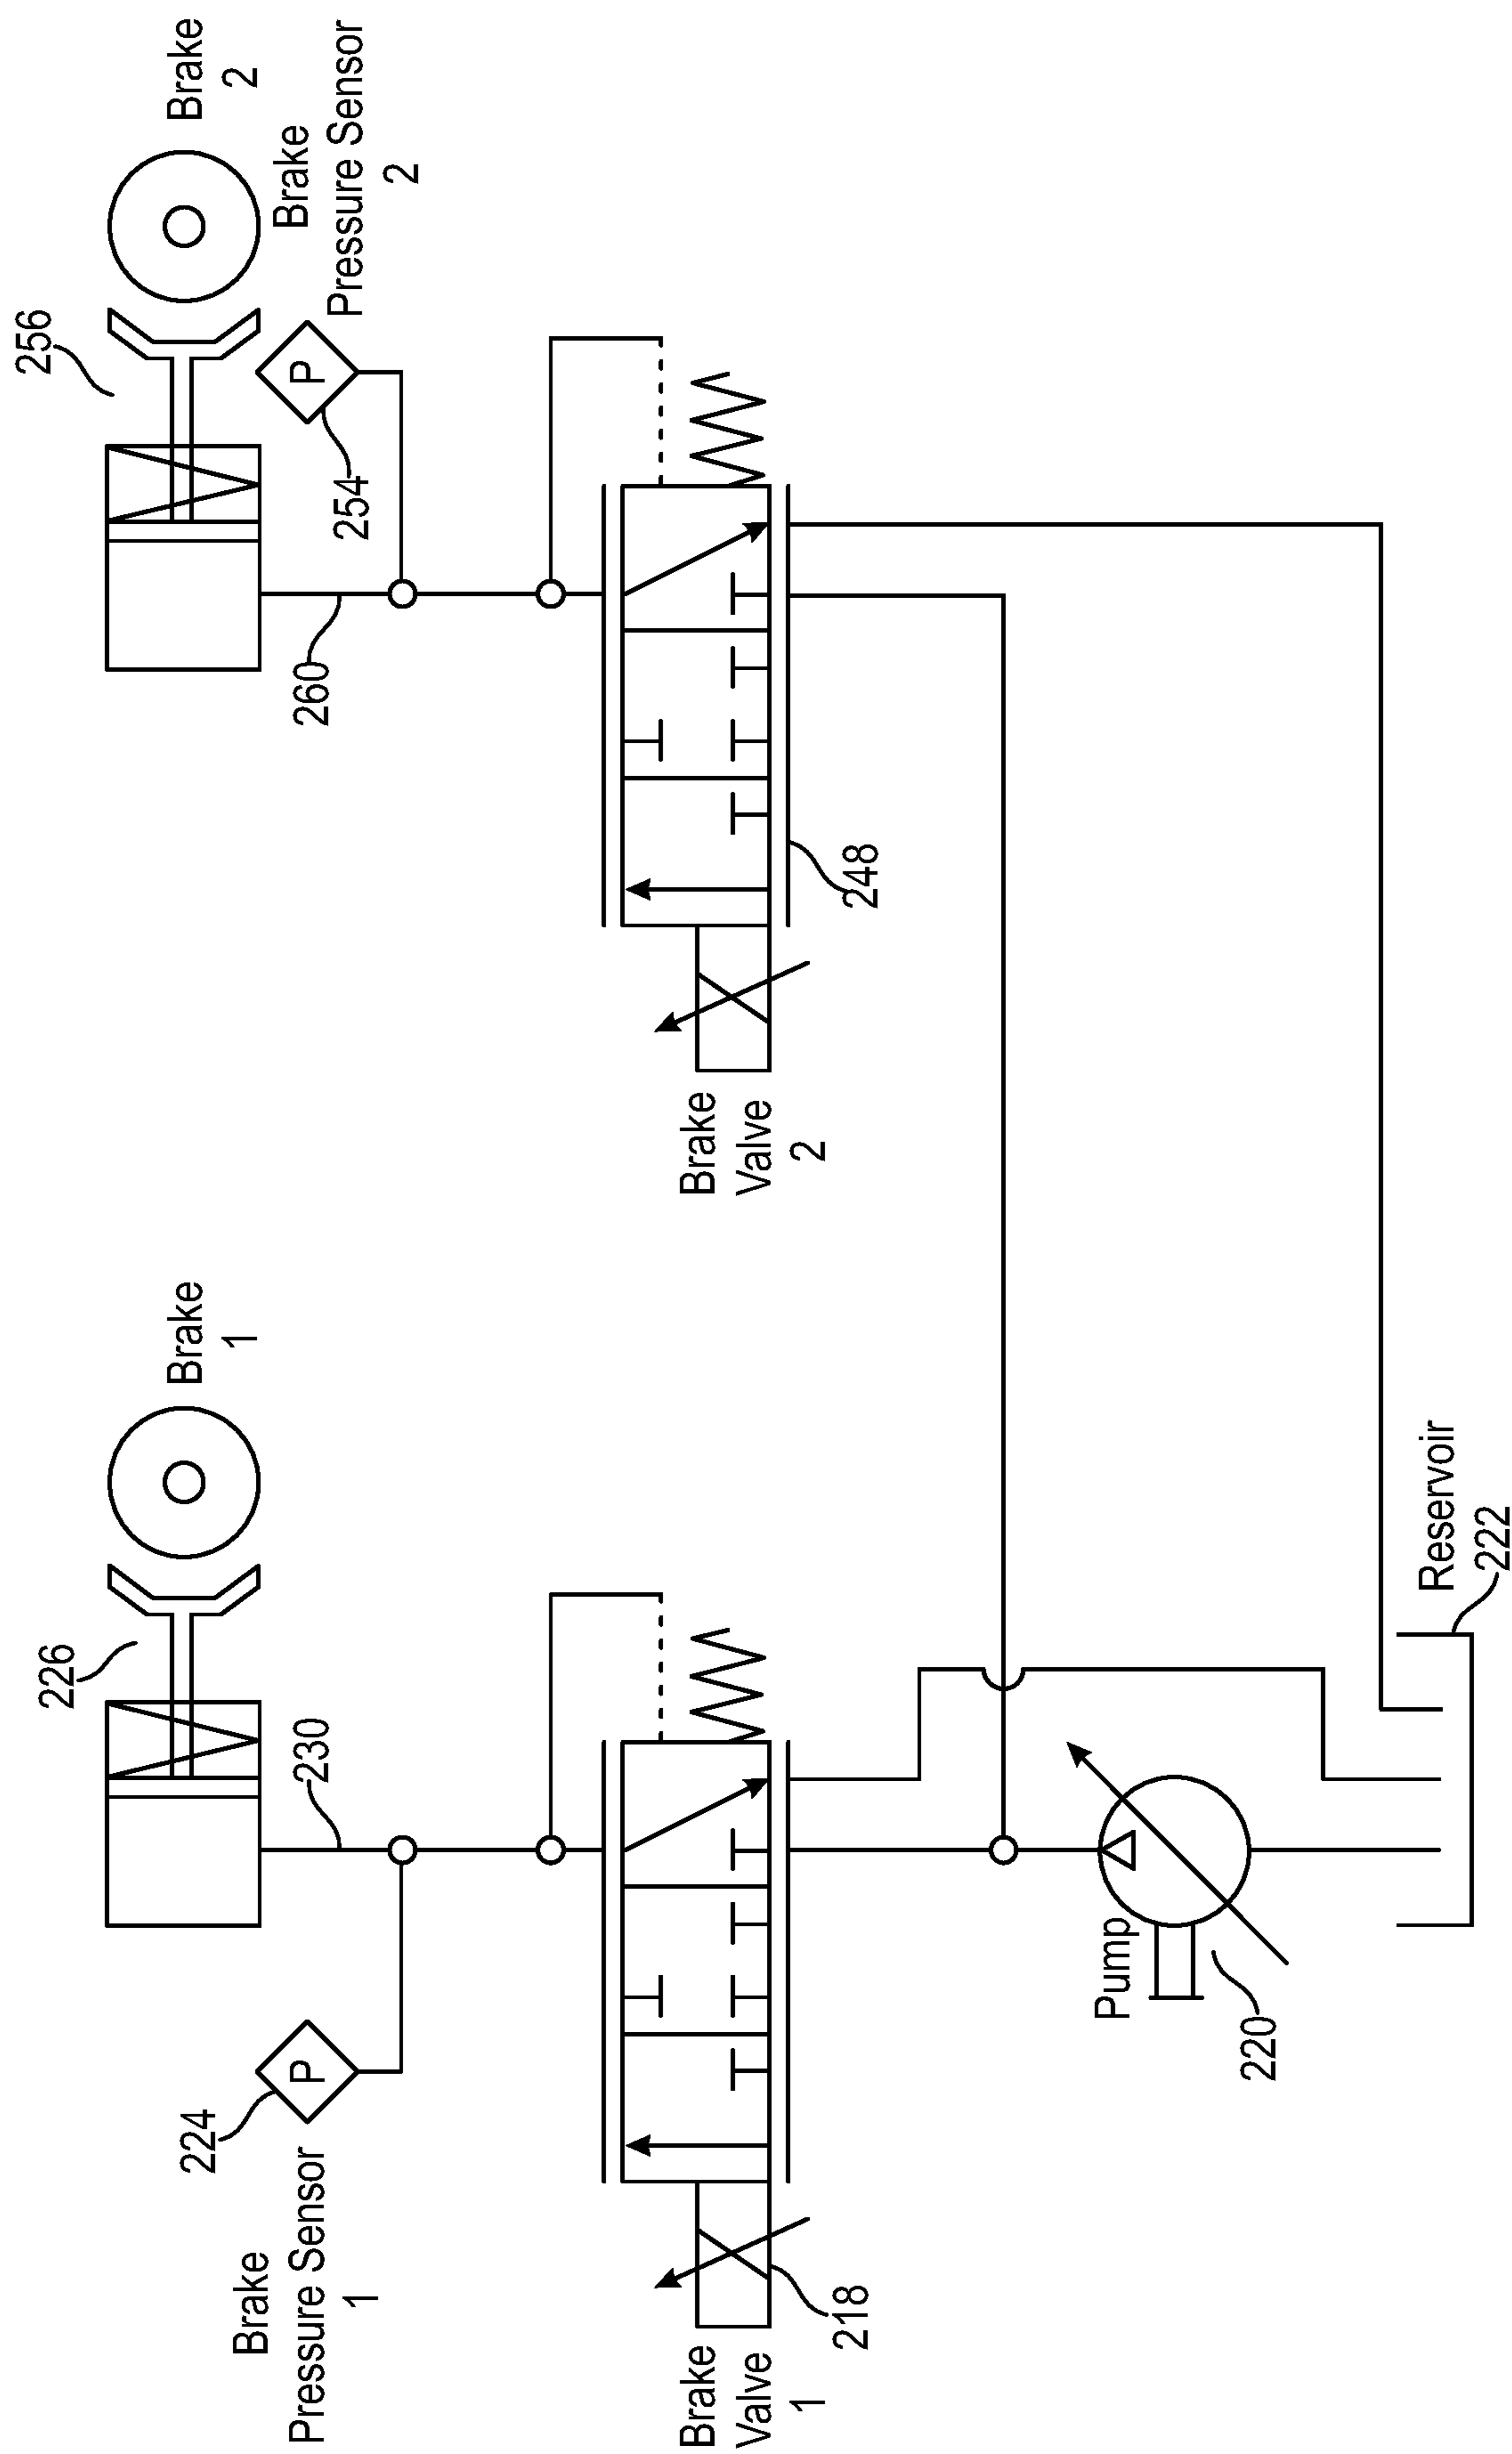 226
Brake
1
256
Brake
2
224
P
Brake
Pressure Sensor
1
230
260
P
254
Brake
Pressure Sensor
2
Brake
Valve
1
218
Brake
Valve
2
248
Pump
220
Reservoir
222